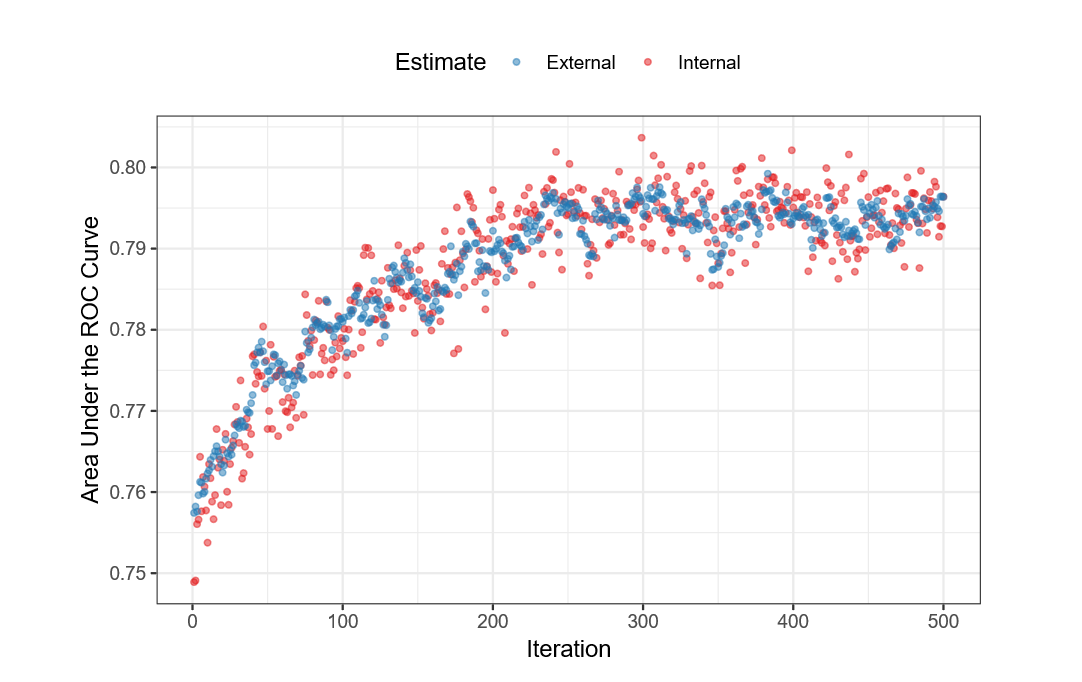 Estimate External Internal
Area Under the ROC Curve
0.80
0.79
0.78
0.77
0.76
0.75
0 100 200 300 400 500
Iteration